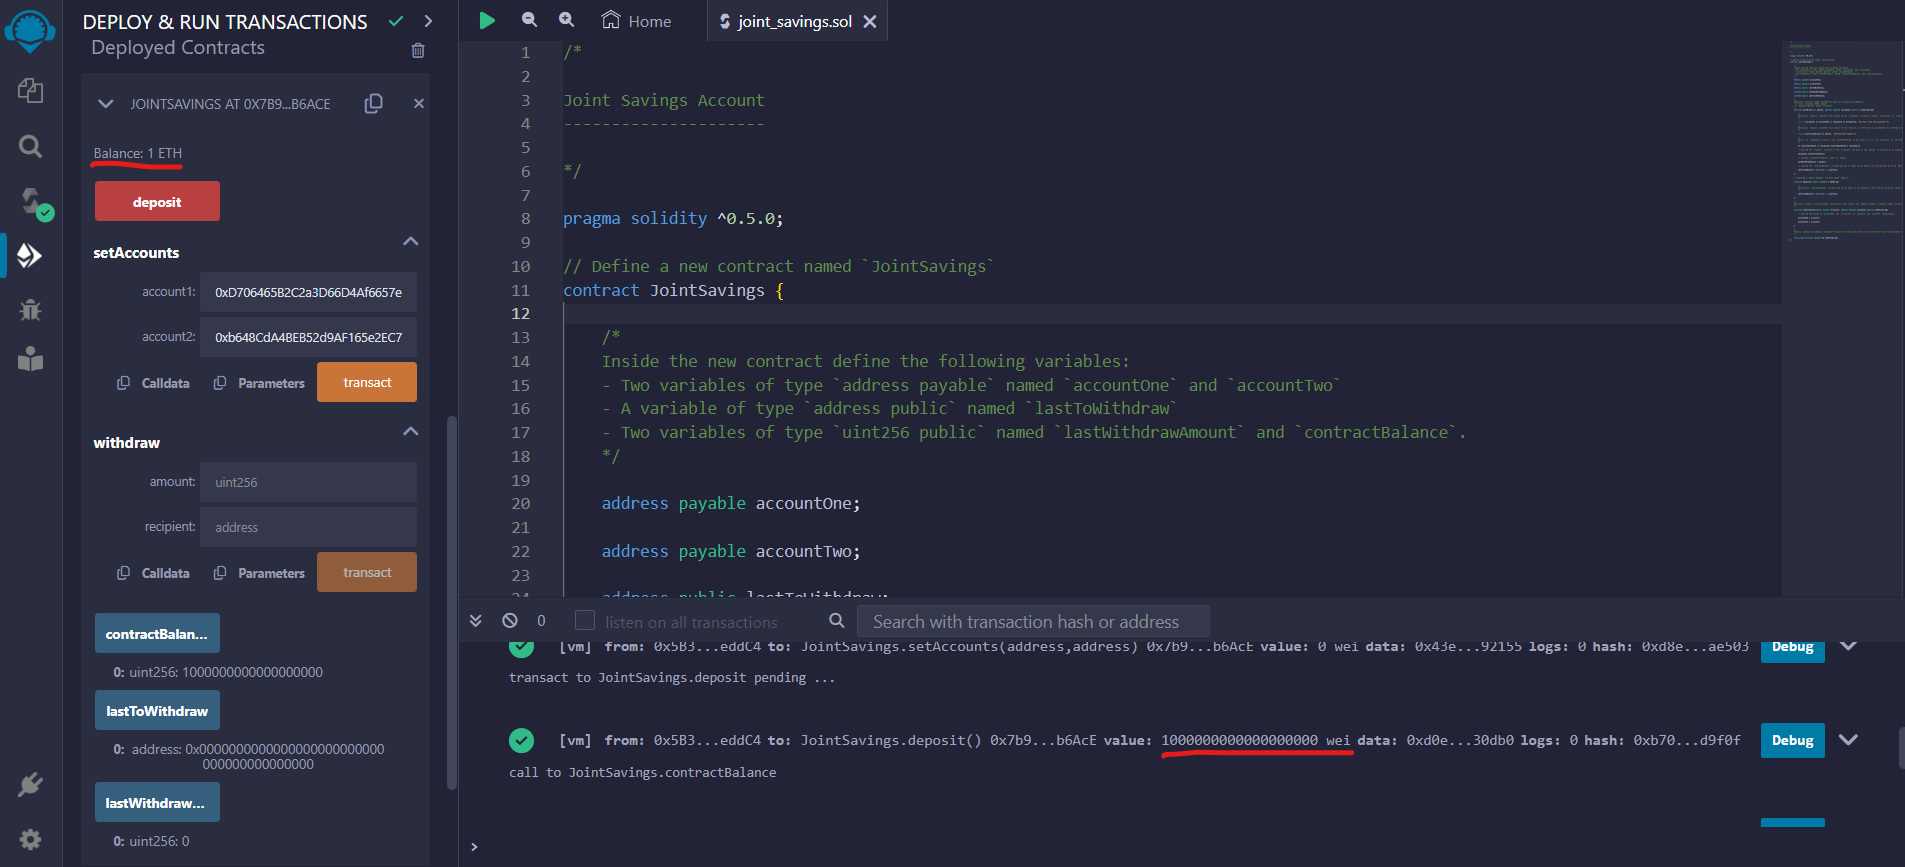 DEPLOY & RUN TRANSACTIONS
Deployed Contracts
JOINTSAVINGS AT 0X7B9...B6ACE
Balance: 1 ETH
deposit
setAccounts
account1: 0xD706465B2C2a3D66D4Af6657e
account2: 0xb648CdA4BEB52d9AF165e2EC7
Calldata Parameters transact
withdraw
amount: uint256
recipient: address
Calldata Parameters transact
contractBalan...
0: uint256: 1000000000000000000
lastToWithdraw
0: address: 0x00000000000000000000000000
00000000000000
lastWithdraw...
0: uint256: 0
Home
joint_savings.sol
1 /*
2
3 Joint Savings Account
4 ---------------------
5
6 */
7
8 pragma solidity ^0.5.0;
9
10 // Define a new contract named `JointSavings`
11 contract JointSavings {
12
13 /*
14 Inside the new contract define the following variables:
15 - Two variables of type `address payable` named `accountOne` and `accountTwo`
16 - A variable of type `address public` named `lastToWithdraw`
17 - Two variables of type `uint256 public` named `lastWithdrawAmount` and `contractBalance`.
18 */
19
20 address payable accountOne;
21
22 address payable accountTwo;
23
24 address public lastToWithdraw;
0 listen on all transactions Search with transaction hash or address
[vm] from: 0x5B3...eddC4 to: JointSavings.setAccounts(address,address) 0x7b9...b6AcE value: 0 wei data: 0x43e...92155 logs: 0 hash: 0xd8e...ae503 Debug
transact to JointSavings.deposit pending ...
[vm] from: 0x5B3...eddC4 to: JointSavings.deposit() 0x7b9...b6AcE value: 1000000000000000000 wei data: 0xd0e...30db0 logs: 0 hash: 0xb70...d9f0f Debug
call to JointSavings.contractBalance
>